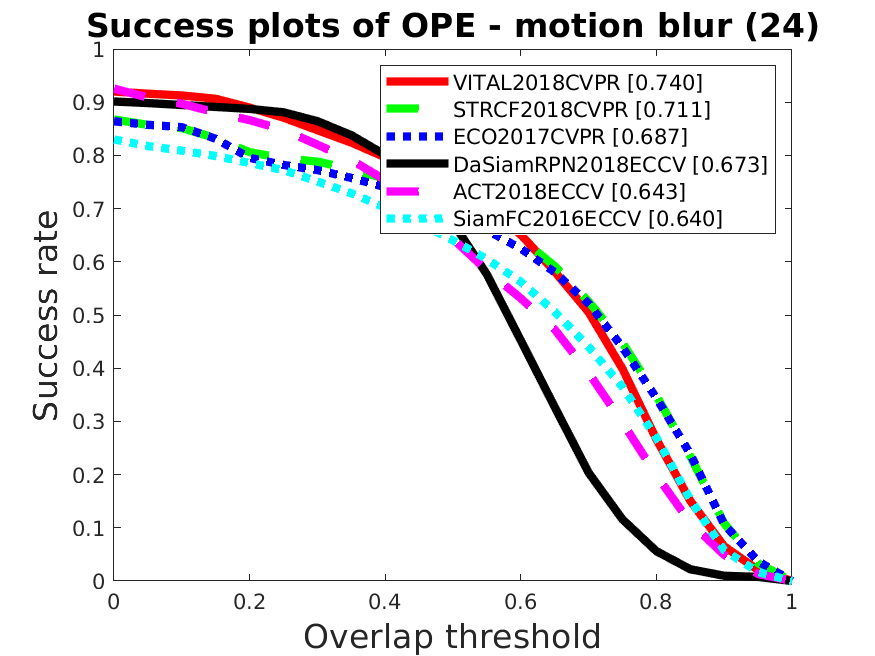 Success plots of OPE - motion blur (24)
1
0.9
0.8
0.7
0.6
0.5
0.4
0.3
0.2
0.1
0
Success rate
VITAL2018CVPR [0.740]
STRCF2018CVPR [0.711]
ECO2017CVPR [0.687]
DaSiamRPN2018ECCV [0.673]
ACT2018ECCV [0.643]
SiamFC2016ECCV [0.640]
0 0.2 0.4 0.6 0.8 1
Overlap threshold